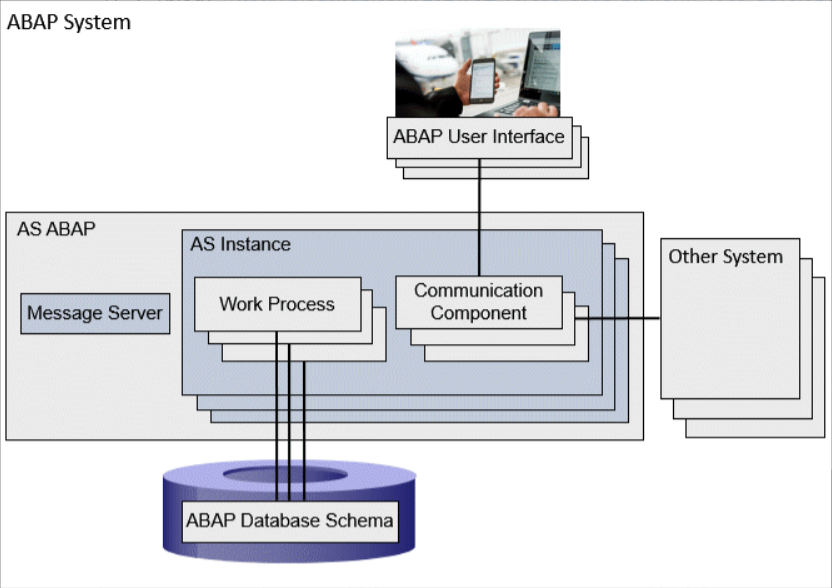 ABAP System
ABAP User Interface
AS ABAP
AS Instance
Other System
Message Server
Work Process
Communication
Component
ABAP Database Schema